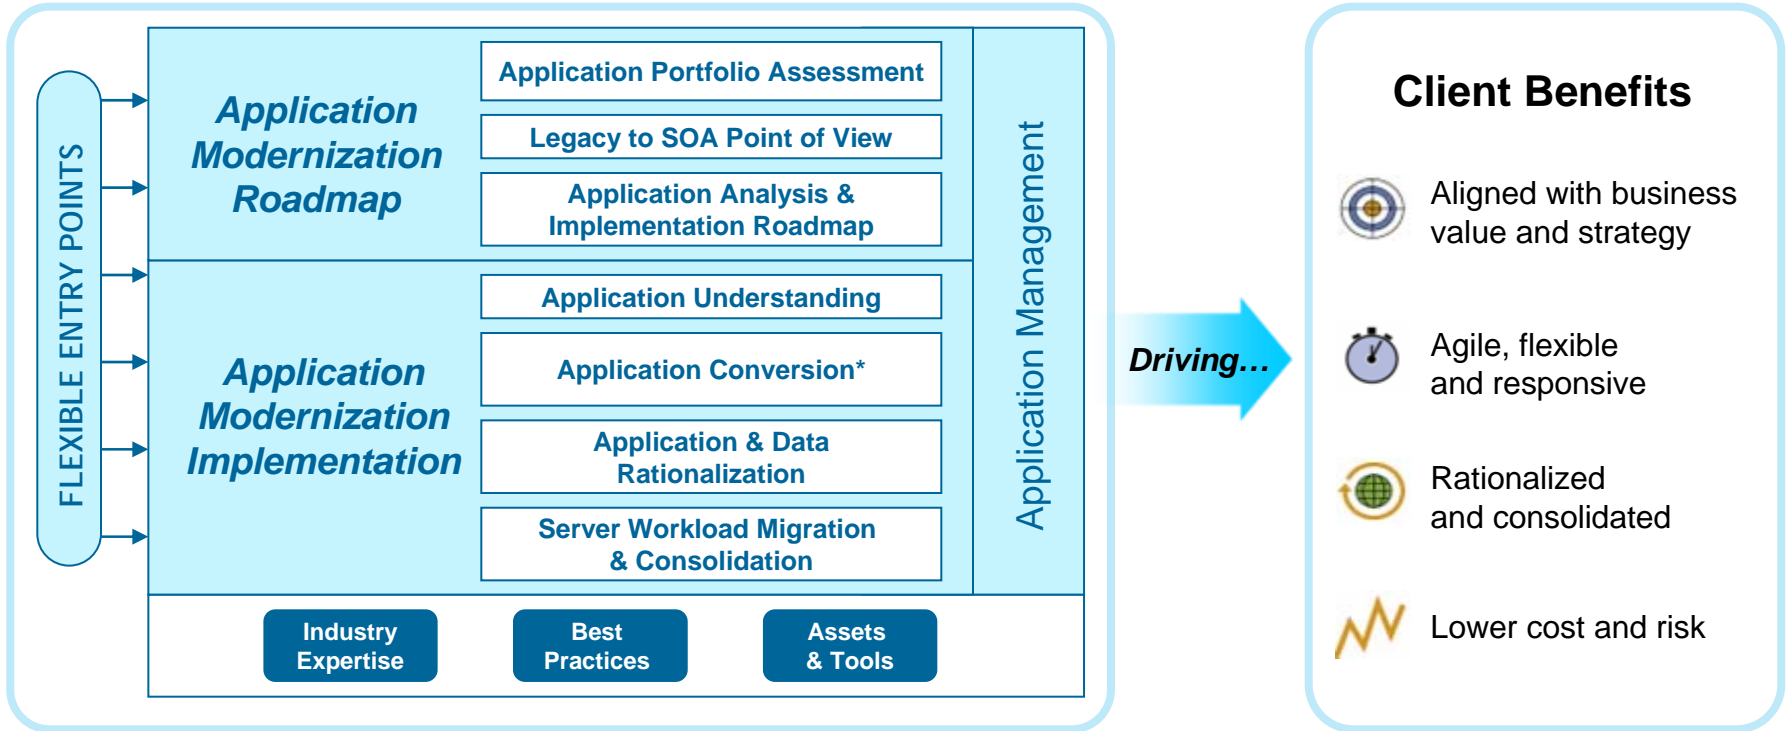 FLEXIBLE ENTRY POINTS
Application
Modernization
Roadmap
Application Portfolio Assessment
Legacy to SOA Point of View
Application Analysis &
Implementation Roadmap
Application
Modernization
Implementation
Application Understanding
Application Conversion*
Application & Data
Rationalization
Server Workload Migration
& Consolidation
Application Management
Industry
Expertise
Best
Practices
Assets
& Tools
Driving…
Client Benefits
Aligned with business
value and strategy
Agile, flexible
and responsive
Rationalized
and consolidated
Lower cost and risk